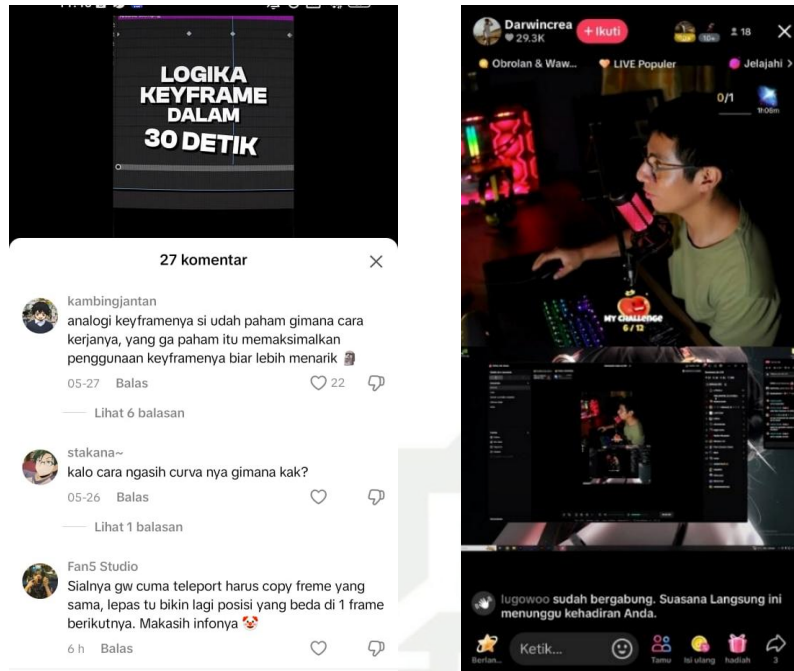 LOGIKA
KEYFRAME
DALAM
30 DETIK
27 komentar
kambingjantan
analogi keyframenya si udah paham gimana cara
kerjanya, yang ga paham itu memaksimalkan
penggunaan keyframenya biar lebih menarik 🗿
05-27 Balas
22
Lihat 6 balasan
stakana~
kalo cara ngasih curva nya gimana kak?
05-26 Balas
Lihat 1 balasan
Fan5 Studio
Sialnya gw cuma teleport harus copy freme yang
sama, lepas tu bikin lagi posisi yang beda di 1 frame
berikutnya. Makasih infonya 🤡
6 h Balas
Darwincrea
29.3K
+ Ikuti
18
Obrolan & Waw...
LIVE Populer
Jelajahi >
0/1
MY CHALLENGE
6 / 12
lugowoo sudah bergabung. Suasana Langsung ini
menunggu kehadiran Anda.
Ketik...
Berlan...
Tamu
Isi ulang
hadiah
3